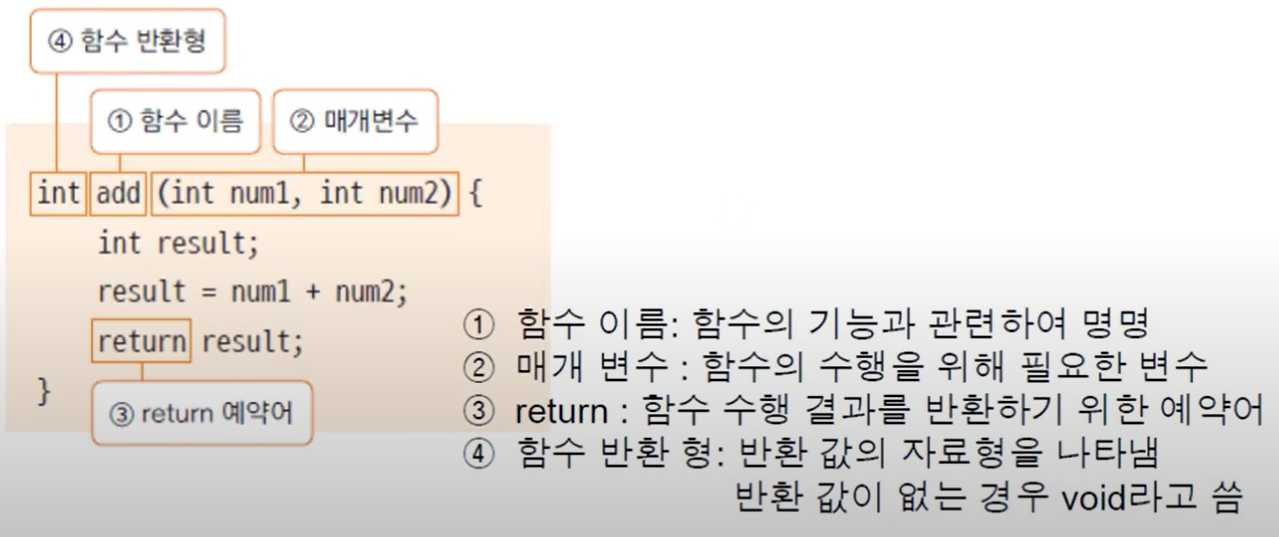 ④ 함수 반환형
① 함수 이름
② 매개변수
int add (int num1, int num2) {
int result;
result = num1 + num2;
return result;
}
③ return 예약어
① 함수 이름: 함수의 기능과 관련하여 명명
② 매개 변수 : 함수의 수행을 위해 필요한 변수
③ return : 함수 수행 결과를 반환하기 위한 예약어
④ 함수 반환 형: 반환 값의 자료형을 나타냄
반환 값이 없는 경우 void라고 씀